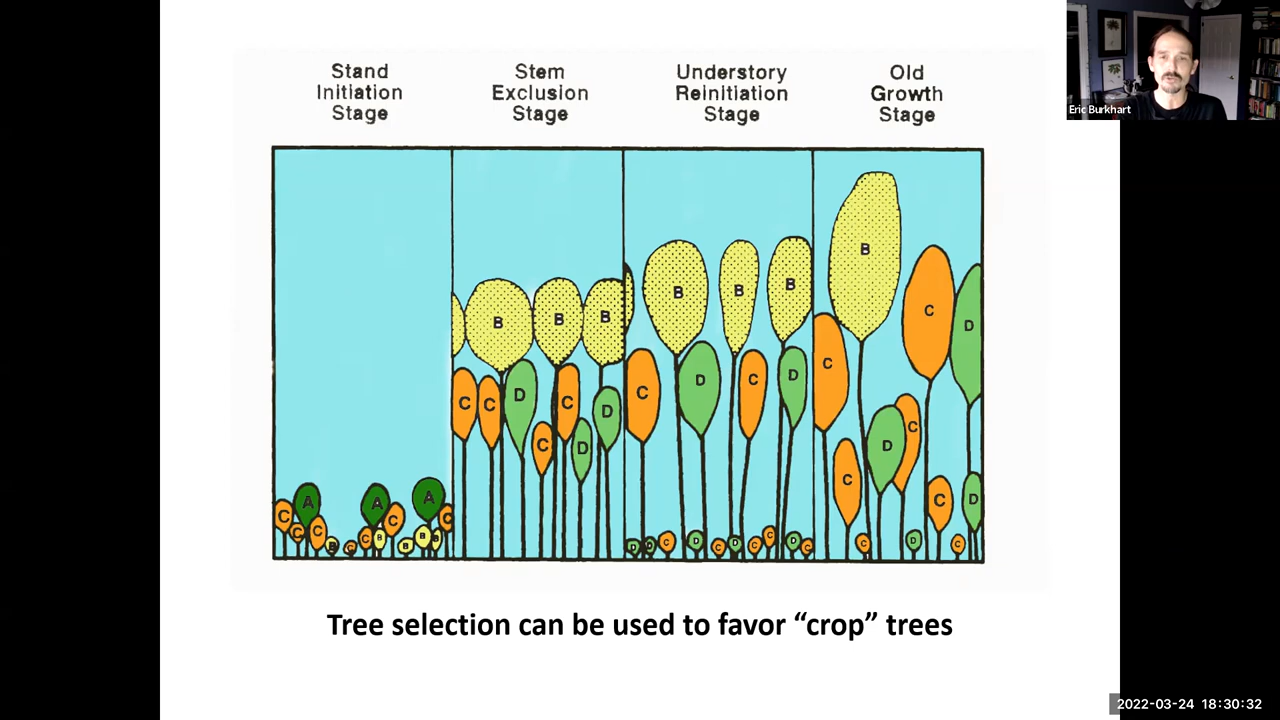 Stand
Initiation
Stage
Stem
Exclusion
Stage
Understory
Reinitiation
Stage
Old
Growth
Stage
Eric Burkhart
B
B
B
B
B
B
B
C
C
D
C
C
D
D
C
D
C
D
C
C
D
C
D
C
C
D
A
A
A
C
C
C
B
C
C
B
C
B
B
B
C
D
D
C
D
C
D
C
C
D
C
C
D
C
C
D
Tree selection can be used to favor “crop” trees
2022-03-24 18:30:32